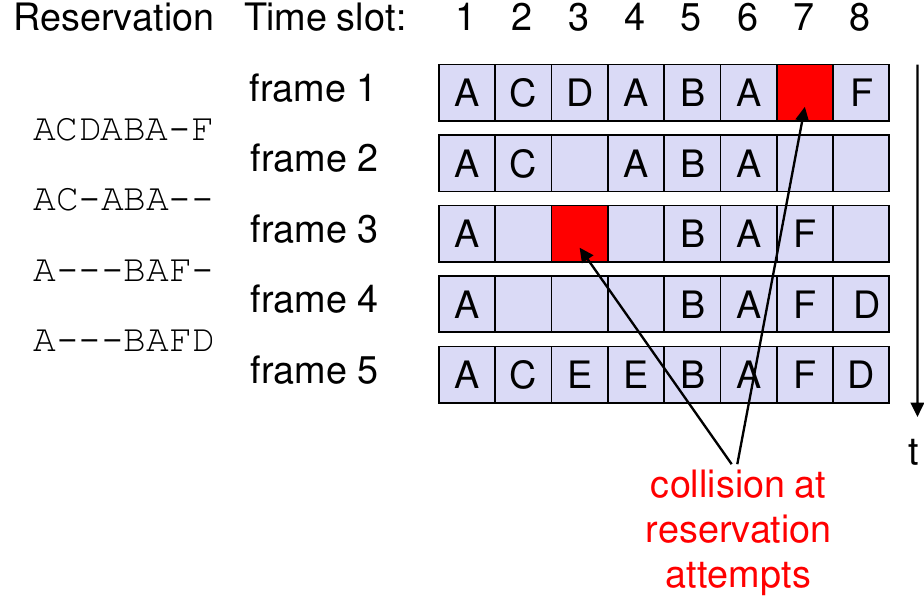 Reservation Time slot: 1 2 3 4 5 6 7 8
frame 1 A C D A B A F
ACDABA-F
frame 2 A C A B A
AC-ABA--
frame 3 A B A F
A---BAF-
frame 4 A B A F D
A---BAFD
frame 5 A C E E B A F D
t
collision at
reservation
attempts